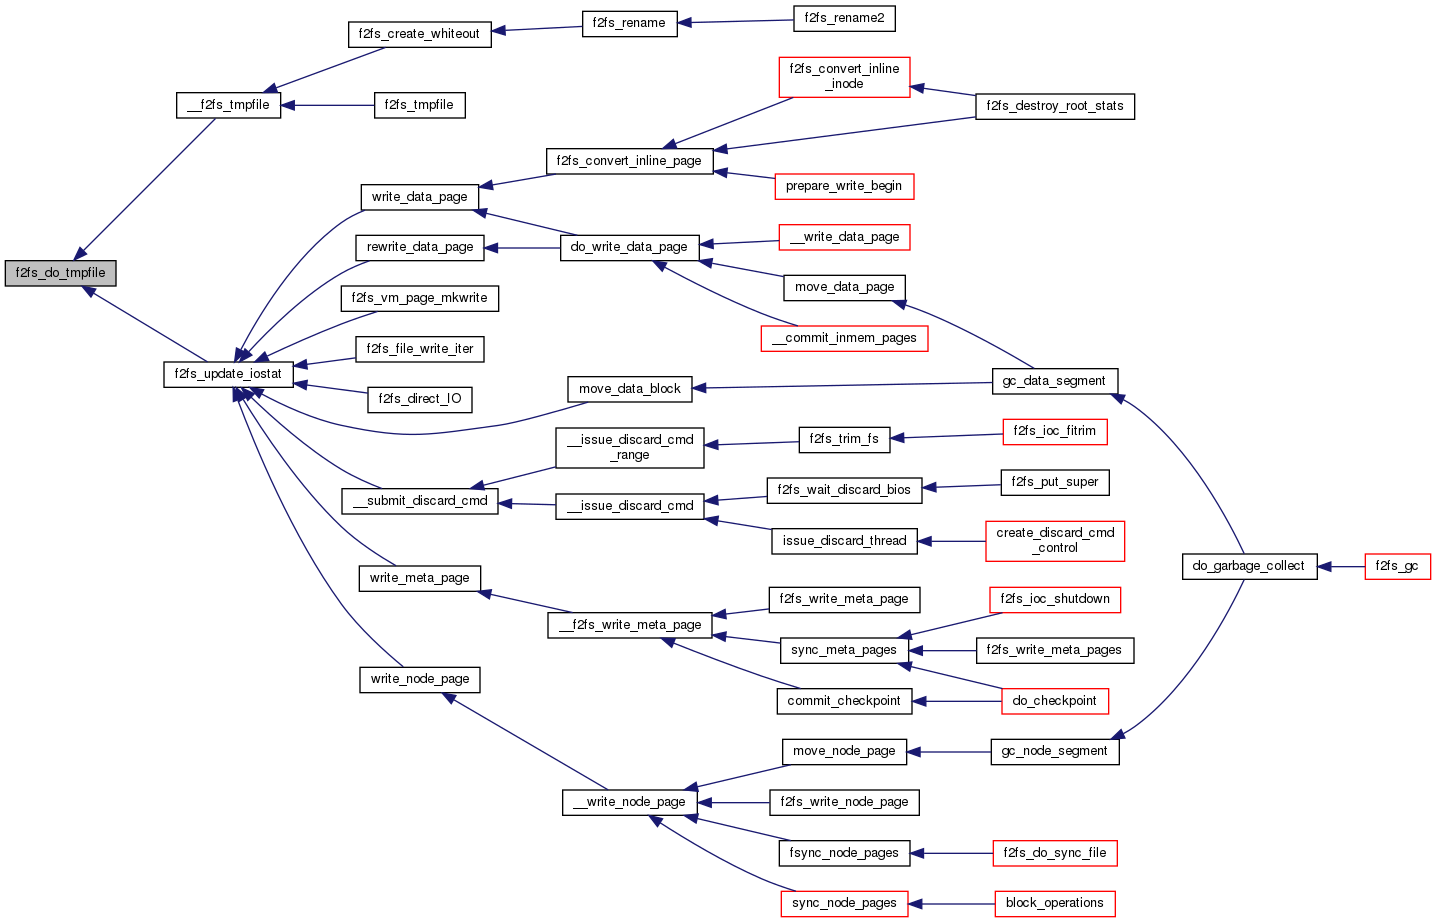 f2fs_rename2
f2fs_rename
f2fs_create_whiteout
f2fs_convert_inline
_inode
__f2fs_tmpfile
f2fs_tmpfile
f2fs_destroy_root_stats
f2fs_convert_inline_page
prepare_write_begin
write_data_page
__write_data_page
rewrite_data_page
do_write_data_page
f2fs_do_tmpfile
move_data_page
f2fs_vm_page_mkwrite
__commit_inmem_pages
f2fs_file_write_iter
f2fs_update_iostat
gc_data_segment
move_data_block
f2fs_direct_IO
f2fs_ioc_fitrim
f2fs_trim_fs
__issue_discard_cmd
_range
f2fs_put_super
f2fs_wait_discard_bios
__submit_discard_cmd
__issue_discard_cmd
issue_discard_thread
create_discard_cmd
_control
do_garbage_collect
f2fs_gc
write_meta_page
f2fs_write_meta_page
f2fs_ioc_shutdown
__f2fs_write_meta_page
sync_meta_pages
f2fs_write_meta_pages
write_node_page
commit_checkpoint
do_checkpoint
move_node_page
gc_node_segment
__write_node_page
f2fs_write_node_page
fsync_node_pages
f2fs_do_sync_file
sync_node_pages
block_operations